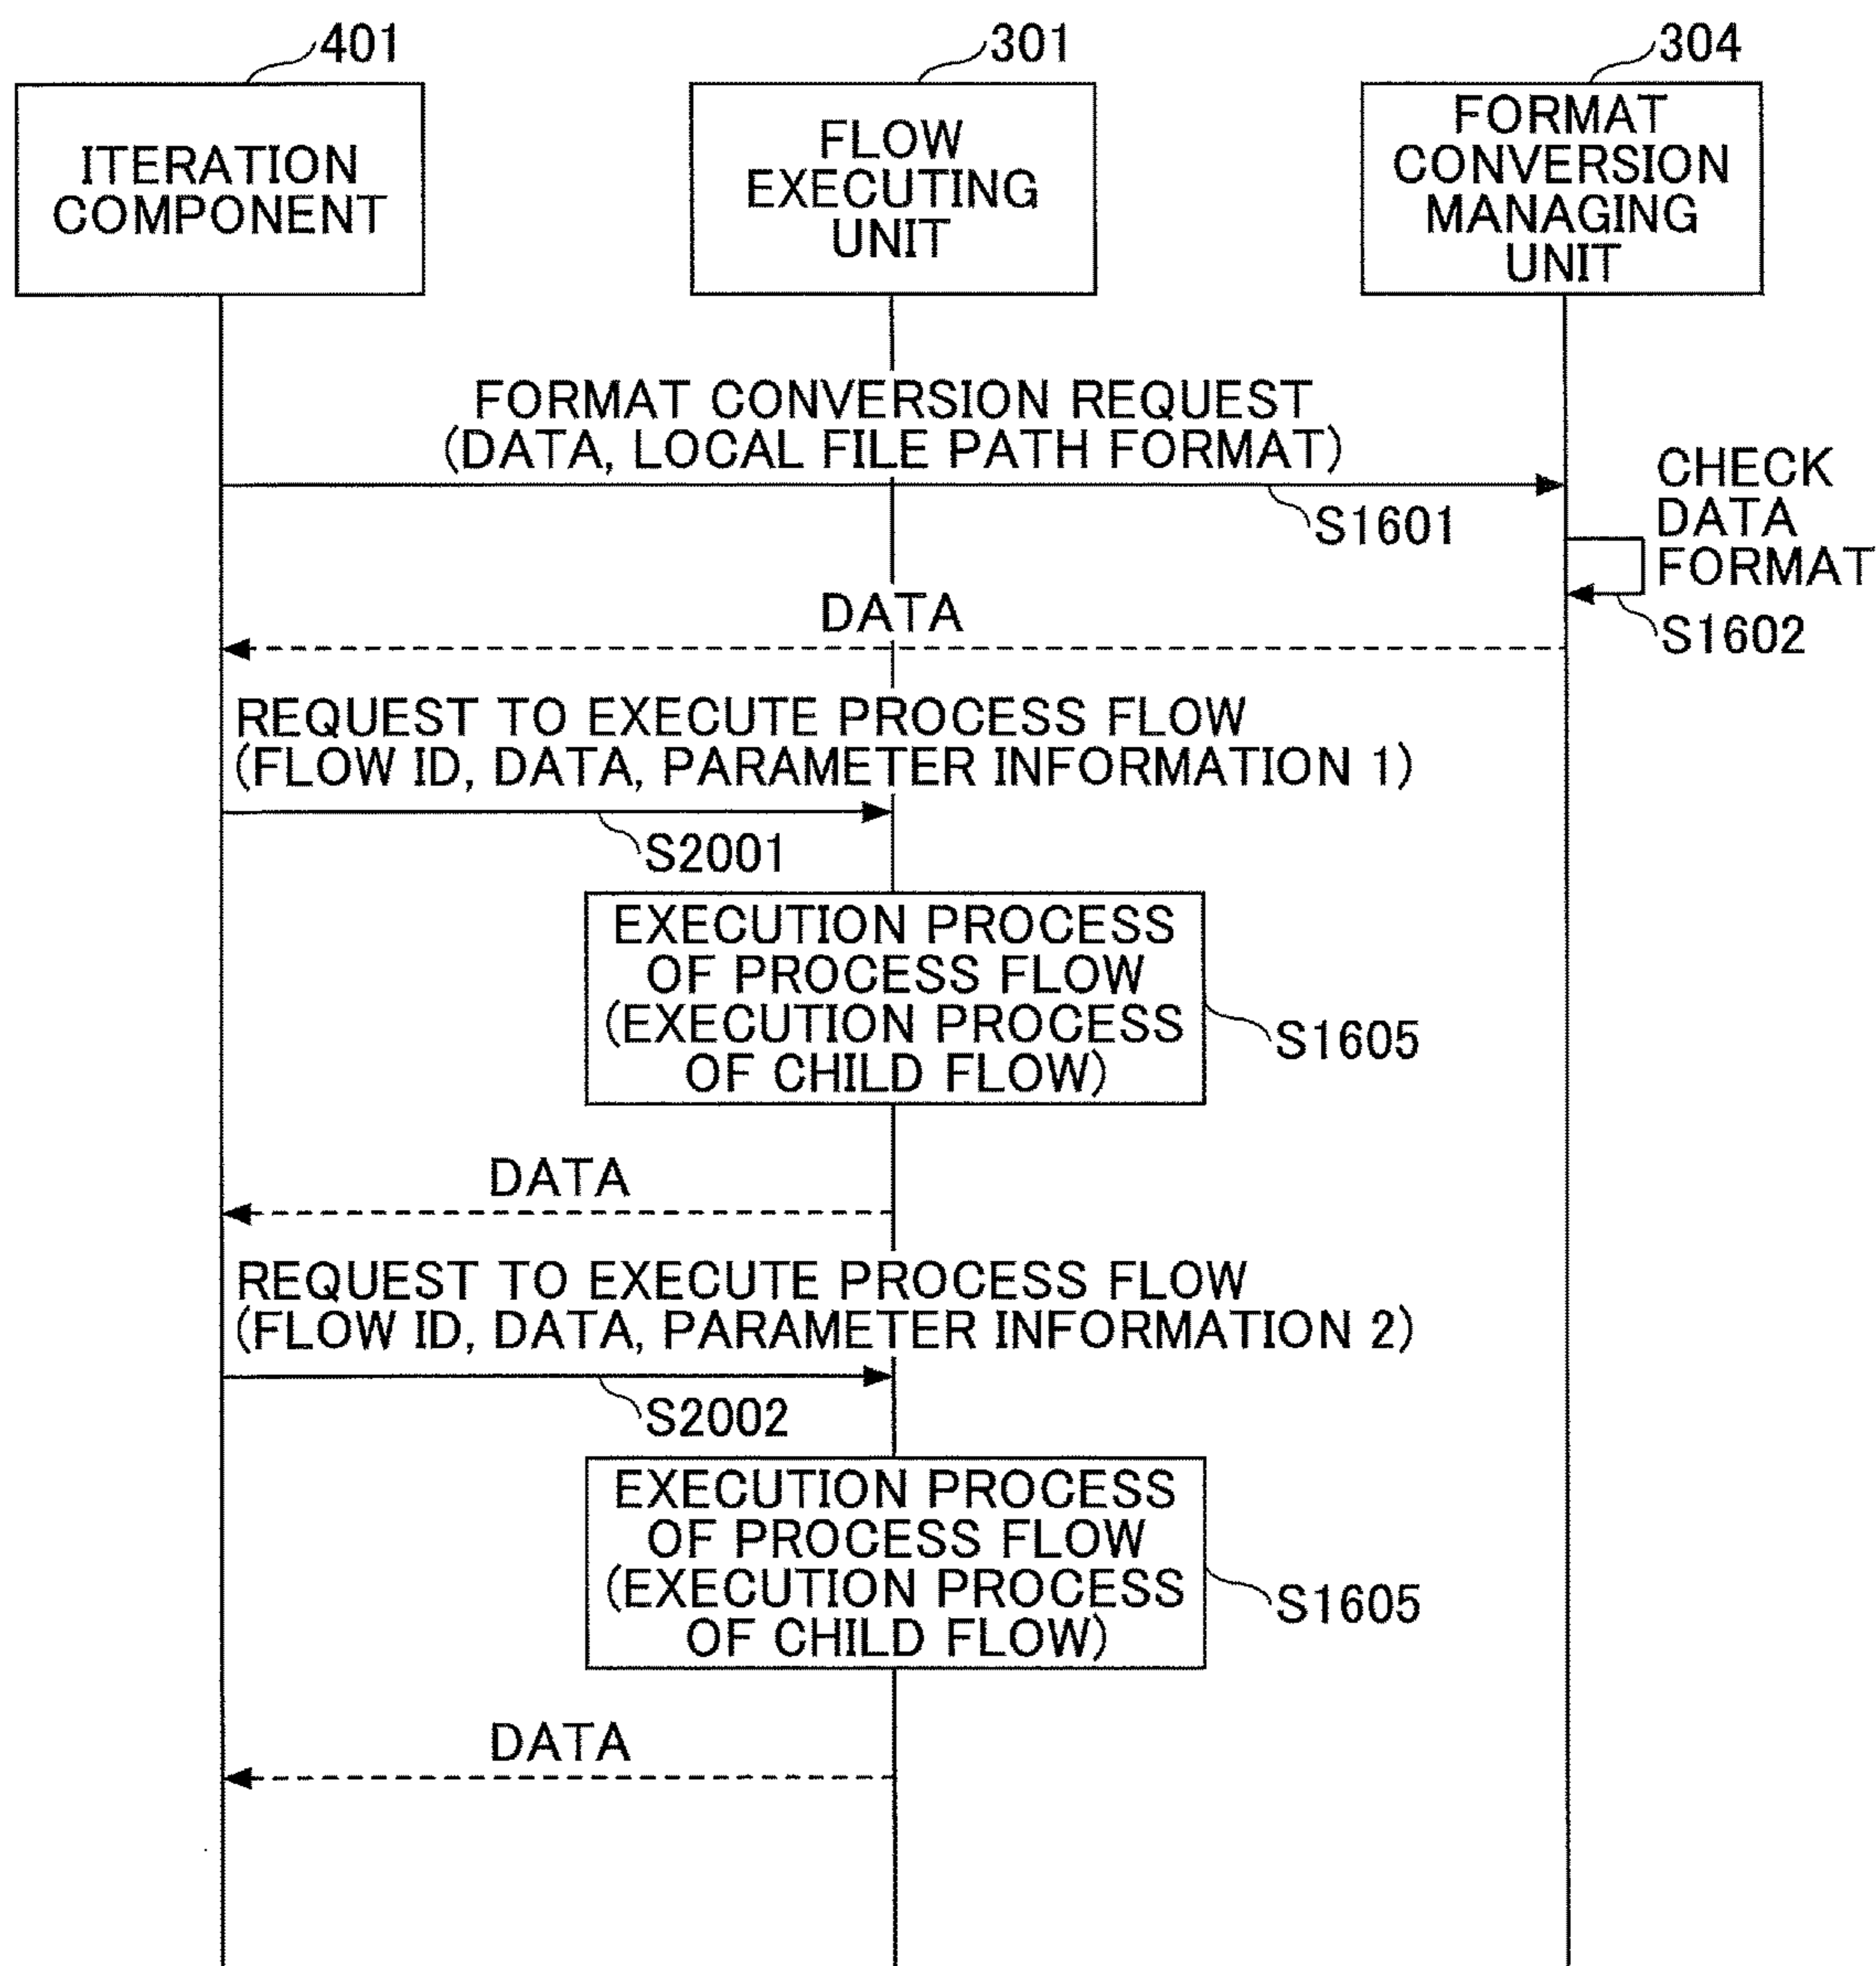 401
301
304
ITERATION
COMPONENT
FLOW
EXECUTING
UNIT
FORMAT
CONVERSION
MANAGING
UNIT
FORMAT CONVERSION REQUEST
(DATA, LOCAL FILE PATH FORMAT)
S1601
CHECK
DATA
FORMAT
S1602
DATA
REQUEST TO EXECUTE PROCESS FLOW
(FLOW ID, DATA, PARAMETER INFORMATION 1)
S2001
EXECUTION PROCESS
OF PROCESS FLOW
(EXECUTION PROCESS
OF CHILD FLOW)
S1605
DATA
REQUEST TO EXECUTE PROCESS FLOW
(FLOW ID, DATA, PARAMETER INFORMATION 2)
S2002
EXECUTION PROCESS
OF PROCESS FLOW
(EXECUTION PROCESS
OF CHILD FLOW)
S1605
DATA